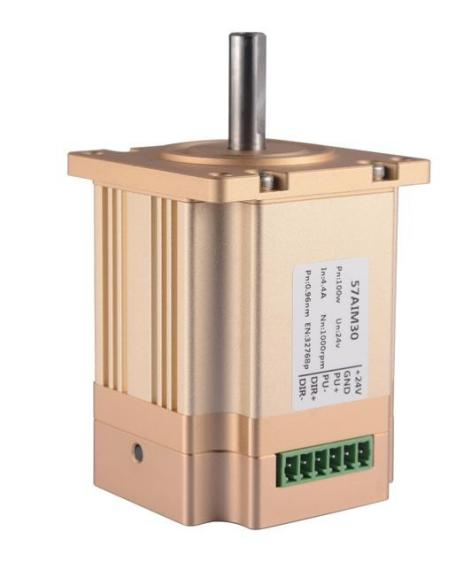 57AIM30
Pn:100w Un:24v
In:4.4A Nn:1000rpm
Pn:0.96nm EN:32768p
+24V
GND
PU+
PU-
DIR+
DIR-